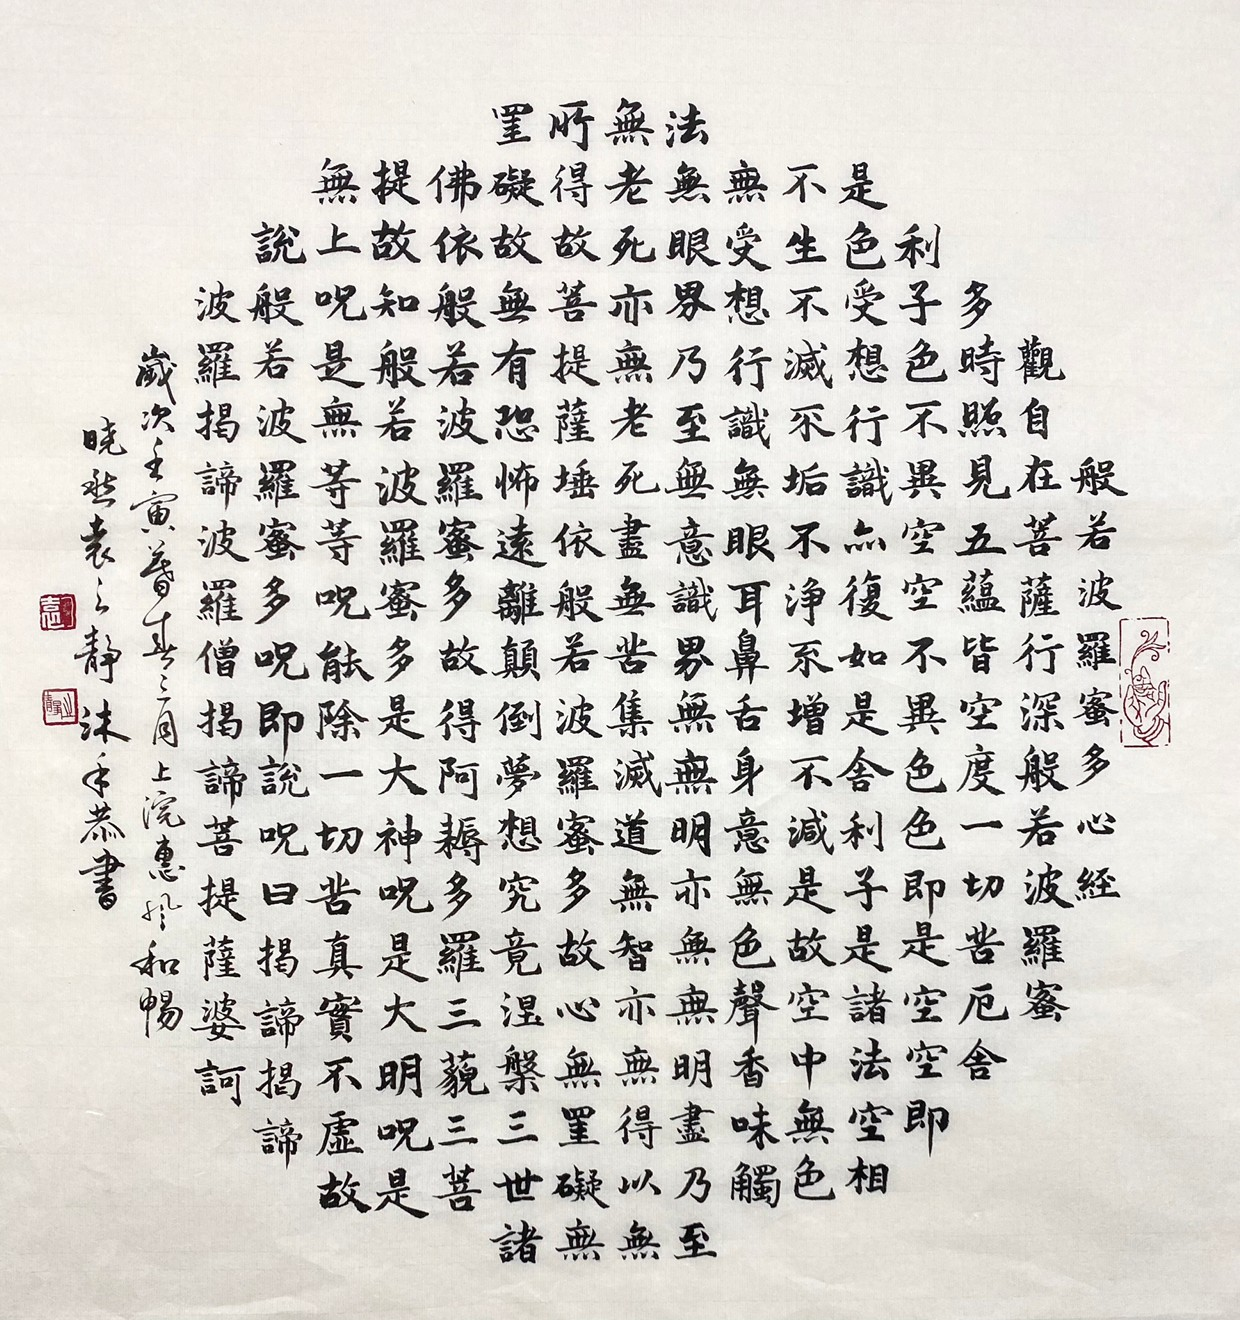 般若波羅蜜多心経
觀自在菩薩行深般若波羅蜜
多時照見五蘊皆空度一切苦厄舍
利子色不異空空不異色色即是空空即
是色受想行識亦復如是舍利子是諸法空相
不生不滅不垢不浄不增不減是故空中無色
無受想行識無眼耳鼻舌身意無色聲香味觸
法無眼界乃至無意識界無無明亦無無明盡乃至
無老死亦無老死盡無苦集滅道無智亦無得以無
所得故菩提薩埵依般若波羅蜜多故心無罣礙無
罣礙故無有恐怖遠離顛倒夢想究竟涅槃三世諸
佛依般若波羅蜜多故得阿耨多羅三藐三菩
提故知般若波羅蜜多是大神呪是大明呪是
無上呪是無等等呪能除一切苦真實不虛故
說般若波羅蜜多呪即說呪曰揭諦揭諦
波羅揭諦波羅僧揭諦菩提薩婆訶
歲次壬寅暮春三月上浣惠風和暢
曉然袁之靜沐手恭書